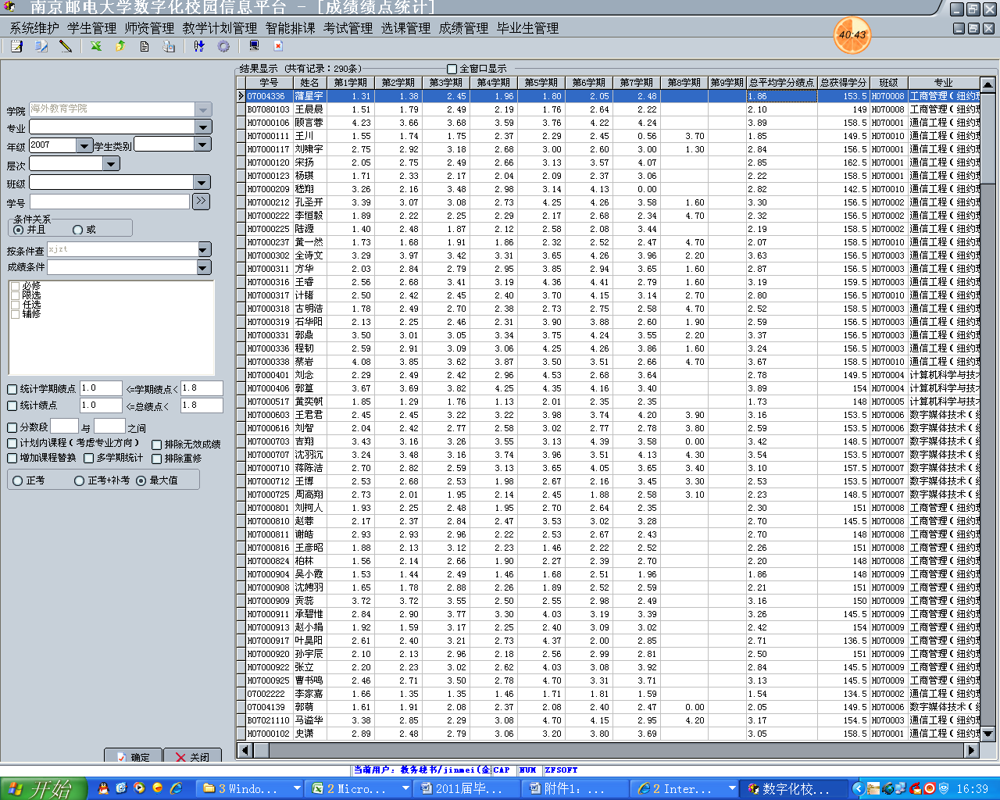 南京邮电大学数字化校园信息平台 - [成绩绩点统计]
系统维护 学生管理 师资管理 教学计划管理 智能排课 考试管理 选课管理 成绩管理 毕业生管理
40:43
学院 海外教育学院
专业
年级 2007 学生类别
层次
班级
学号 >>
条件关系
并且 或
按条件查 xjzt
成绩条件
必修
限选
任选
辅修
统计学期绩点 1.0 <=学期绩点< 1.8
统计绩点 1.0 <=总绩点< 1.8
分数段 与 之间
计划内课程(考虑专业方向) 排除无效成绩
增加课程替换 多学期统计 排除重修
正考 正考+补考 最大值
确定 关闭
结果显示 (共有记录：290条) 全窗口显示
学号 姓名 第1学期 第2学期 第3学期 第4学期 第5学期 第6学期 第7学期 第8学期 第9学期 总平均学分绩点 总获得学分 班级 专业
07004336 蒲星宇 1.31 1.38 2.45 1.96 1.80 2.05 2.48 1.86 153.5 H070008 工商管理(纽约理
B07080103 王晨晨 1.51 1.79 2.49 2.19 1.76 2.64 2.22 2.10 149 H070008 工商管理(纽约理
H07000106 顾言蓉 4.23 3.66 3.68 3.59 3.76 4.22 4.24 3.89 158.5 H070001 通信工程(纽约理
H07000111 王川 1.55 1.74 1.75 2.37 2.29 2.45 0.56 3.70 1.85 149.5 H070010 通信工程(纽约理
H07000117 刘啸宇 2.75 2.92 3.18 2.68 3.00 2.60 3.00 1.30 2.84 156.5 H070001 通信工程(纽约理
H07000120 宋扬 2.05 2.75 2.49 2.66 3.13 3.57 4.07 2.85 162.5 H070001 通信工程(纽约理
H07000123 杨琪 1.71 2.33 2.17 2.04 2.09 2.37 3.06 2.22 158.5 H070001 通信工程(纽约理
H07000209 嵇翔 3.26 2.16 3.48 2.98 3.14 4.13 0.00 2.82 142.5 H070010 通信工程(纽约理
H07000212 孔圣开 3.39 3.07 3.08 2.73 4.25 4.26 3.58 1.60 3.30 156.5 H070002 通信工程(纽约理
H07000222 李恒毅 1.89 2.22 2.25 2.29 2.17 2.68 2.34 4.70 2.32 156.5 H070002 通信工程(纽约理
H07000225 陆源 1.40 2.48 1.87 2.12 2.58 2.08 3.44 2.19 158.5 H070002 通信工程(纽约理
H07000237 黄一然 1.73 1.68 1.91 1.86 2.32 2.52 2.47 4.70 2.07 158.5 H070010 通信工程(纽约理
H07000302 全诗文 3.29 3.97 3.42 3.31 3.65 4.26 3.96 2.20 3.63 156.5 H070003 通信工程(纽约理
H07000311 方华 2.03 2.84 2.79 2.95 3.85 2.94 3.65 1.60 2.87 156.5 H070003 通信工程(纽约理
H07000316 王睿 2.56 2.68 3.41 3.19 4.36 4.41 2.79 1.60 3.19 159.5 H070003 通信工程(纽约理
H07000317 计锗 2.50 2.42 2.45 2.40 3.70 4.15 3.14 2.70 2.80 156.5 H070010 通信工程(纽约理
H07000318 古明浩 1.78 2.49 2.70 2.38 2.73 2.75 2.58 4.70 2.52 158.5 H070003 通信工程(纽约理
H07000319 石华阳 2.13 2.25 2.46 2.31 3.90 3.88 2.60 1.90 2.59 156.5 H070003 通信工程(纽约理
H07000331 郭鼎 3.50 3.01 3.05 3.34 3.75 4.24 3.55 2.20 3.37 156.5 H070003 通信工程(纽约理
H07000336 程韧 2.59 2.91 3.09 3.06 4.25 4.26 3.86 1.60 3.24 156.5 H070003 通信工程(纽约理
H07000338 蔡岩 4.08 3.85 3.62 3.87 3.50 3.51 2.66 4.70 3.67 158.5 H070010 通信工程(纽约理
H07000401 刘念 2.29 2.49 2.42 2.96 4.53 2.68 3.64 2.78 149.5 H070004 计算机科学与技术
H07000406 郭堇 3.67 3.69 3.82 4.25 4.35 4.16 3.40 3.89 154 H070004 计算机科学与技术
H07000517 黄奕帆 1.85 1.29 1.76 1.13 2.01 2.35 2.35 1.73 148 H070005 计算机科学与技术
H07000603 王君君 2.45 2.45 3.22 3.22 3.98 3.74 4.20 3.90 3.16 153.5 H070006 数字媒体技术(纽
H07000616 刘智 2.04 2.42 2.77 2.58 3.02 2.77 2.78 3.80 2.59 153.5 H070006 数字媒体技术(纽
H07000703 吉翔 3.43 3.16 3.26 3.55 3.13 4.39 3.58 0.00 3.42 148.5 H070007 数字媒体技术(纽
H07000707 沈羽沉 3.24 3.48 3.16 3.74 3.96 3.51 4.13 4.30 3.54 153.5 H070007 数字媒体技术(纽
H07000710 蒋陈洁 2.70 2.82 2.59 3.13 3.65 4.05 3.65 3.40 3.10 157.5 H070007 数字媒体技术(纽
H07000712 王博 2.53 2.68 2.53 1.98 2.67 2.16 3.45 3.30 2.53 153.5 H070007 数字媒体技术(纽
H07000725 周高翔 2.73 2.01 1.95 2.14 2.45 1.88 2.58 3.10 2.23 148.5 H070007 数字媒体技术(纽
H07000801 刘柯人 1.93 2.25 2.48 1.95 2.70 2.64 2.35 2.30 151 H070008 工商管理(纽约理
H07000810 赵蓉 2.17 2.37 2.84 2.47 3.53 3.02 3.28 2.70 145.5 H070008 工商管理(纽约理
H07000811 谢皓 2.93 2.93 2.96 2.22 2.53 2.67 2.43 2.70 148 H070008 工商管理(纽约理
H07000816 王彦昭 1.88 2.13 3.12 2.23 1.46 2.22 2.52 2.26 151 H070008 工商管理(纽约理
H07000824 柏林 1.56 2.14 2.66 1.90 2.27 2.39 2.70 2.20 148 H070008 工商管理(纽约理
H07000904 吴小霞 1.53 1.44 2.49 1.46 1.68 2.51 1.96 1.86 148 H070009 工商管理(纽约理
H07000908 沈娉羽 1.65 1.78 2.88 2.26 1.89 2.52 2.59 2.21 151 H070009 工商管理(纽约理
H07000909 贡蕊 3.72 3.72 3.55 2.50 2.55 2.98 2.49 3.16 150 H070009 工商管理(纽约理
H07000911 承碧惟 2.84 2.90 3.77 3.30 4.03 3.19 3.39 3.26 145.5 H070009 工商管理(纽约理
H07000913 赵小娟 1.92 1.59 3.17 2.25 2.40 3.09 3.02 2.42 154 H070009 工商管理(纽约理
H07000917 叶昊阳 2.61 2.40 3.21 2.73 4.37 2.00 2.85 2.71 136.5 H070009 工商管理(纽约理
H07000920 孙宇辰 2.10 2.13 2.96 2.18 2.56 2.99 2.81 2.50 151 H070009 工商管理(纽约理
H07000922 张立 2.20 2.23 3.02 2.62 4.03 3.08 3.92 2.84 145.5 H070009 工商管理(纽约理
H07000925 曹书鸣 2.46 2.71 3.50 2.78 4.70 3.31 3.71 3.13 145.5 H070009 工商管理(纽约理
07002222 李家嘉 1.66 1.35 1.35 1.46 1.71 1.81 1.59 1.54 134.5 H070002 通信工程(纽约理
07004139 郭萌 1.61 1.91 2.08 2.37 2.08 2.40 2.47 0.00 2.05 149.5 H070006 数字媒体技术(纽
B07021110 马溢华 3.38 2.85 2.29 3.08 4.70 4.15 2.95 4.20 3.17 154.5 H070003 通信工程(纽约理
H07000102 史潇 2.89 2.48 2.79 3.06 3.20 3.80 3.69 3.05 158.5 H070001 通信工程(纽约理
当前用户：教务秘书/jinmei(金 CAP NUM ZFSOFT
开始 3 Windo... 2 Micro... 2011届毕... 附件1：... 2 Inter... 数字化校... 16:39